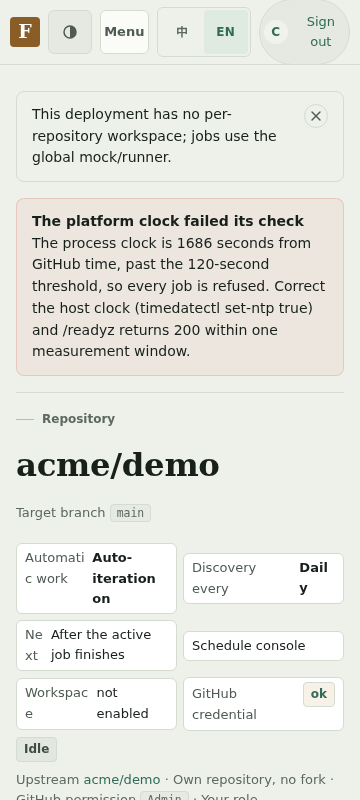 F Menu 中 EN C Sign out
This deployment has no per-
repository workspace; jobs use the
global mock/runner.
The platform clock failed its check
The process clock is 1686 seconds from
GitHub time, past the 120-second
threshold, so every job is refused. Correct
the host clock (timedatectl set-ntp true)
and /readyz returns 200 within one
measurement window.
Repository
acme/demo
Target branch main
Automati
c work
Auto-
iteration
on
Discovery
every
Dail
y
Ne
xt
After the active
job finishes
Schedule console
Workspac
e
not
enabled
GitHub
credential
ok
Idle
Upstream acme/demo · Own repository, no fork ·
GitHub permission Admin · Your role